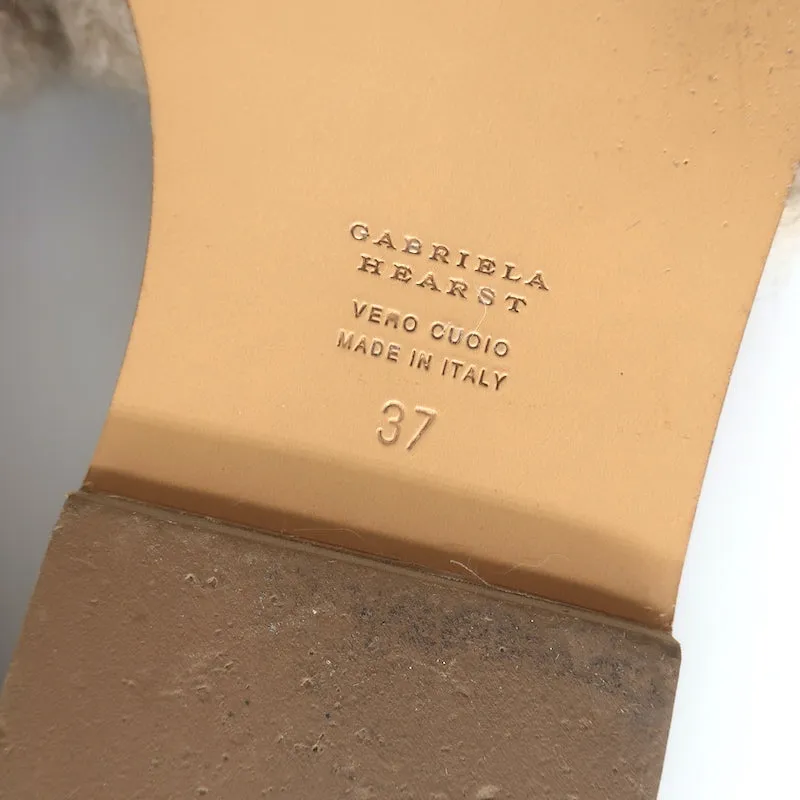 GABRIELA
HEARST
VERO CUOIO
MADE IN ITALY
37